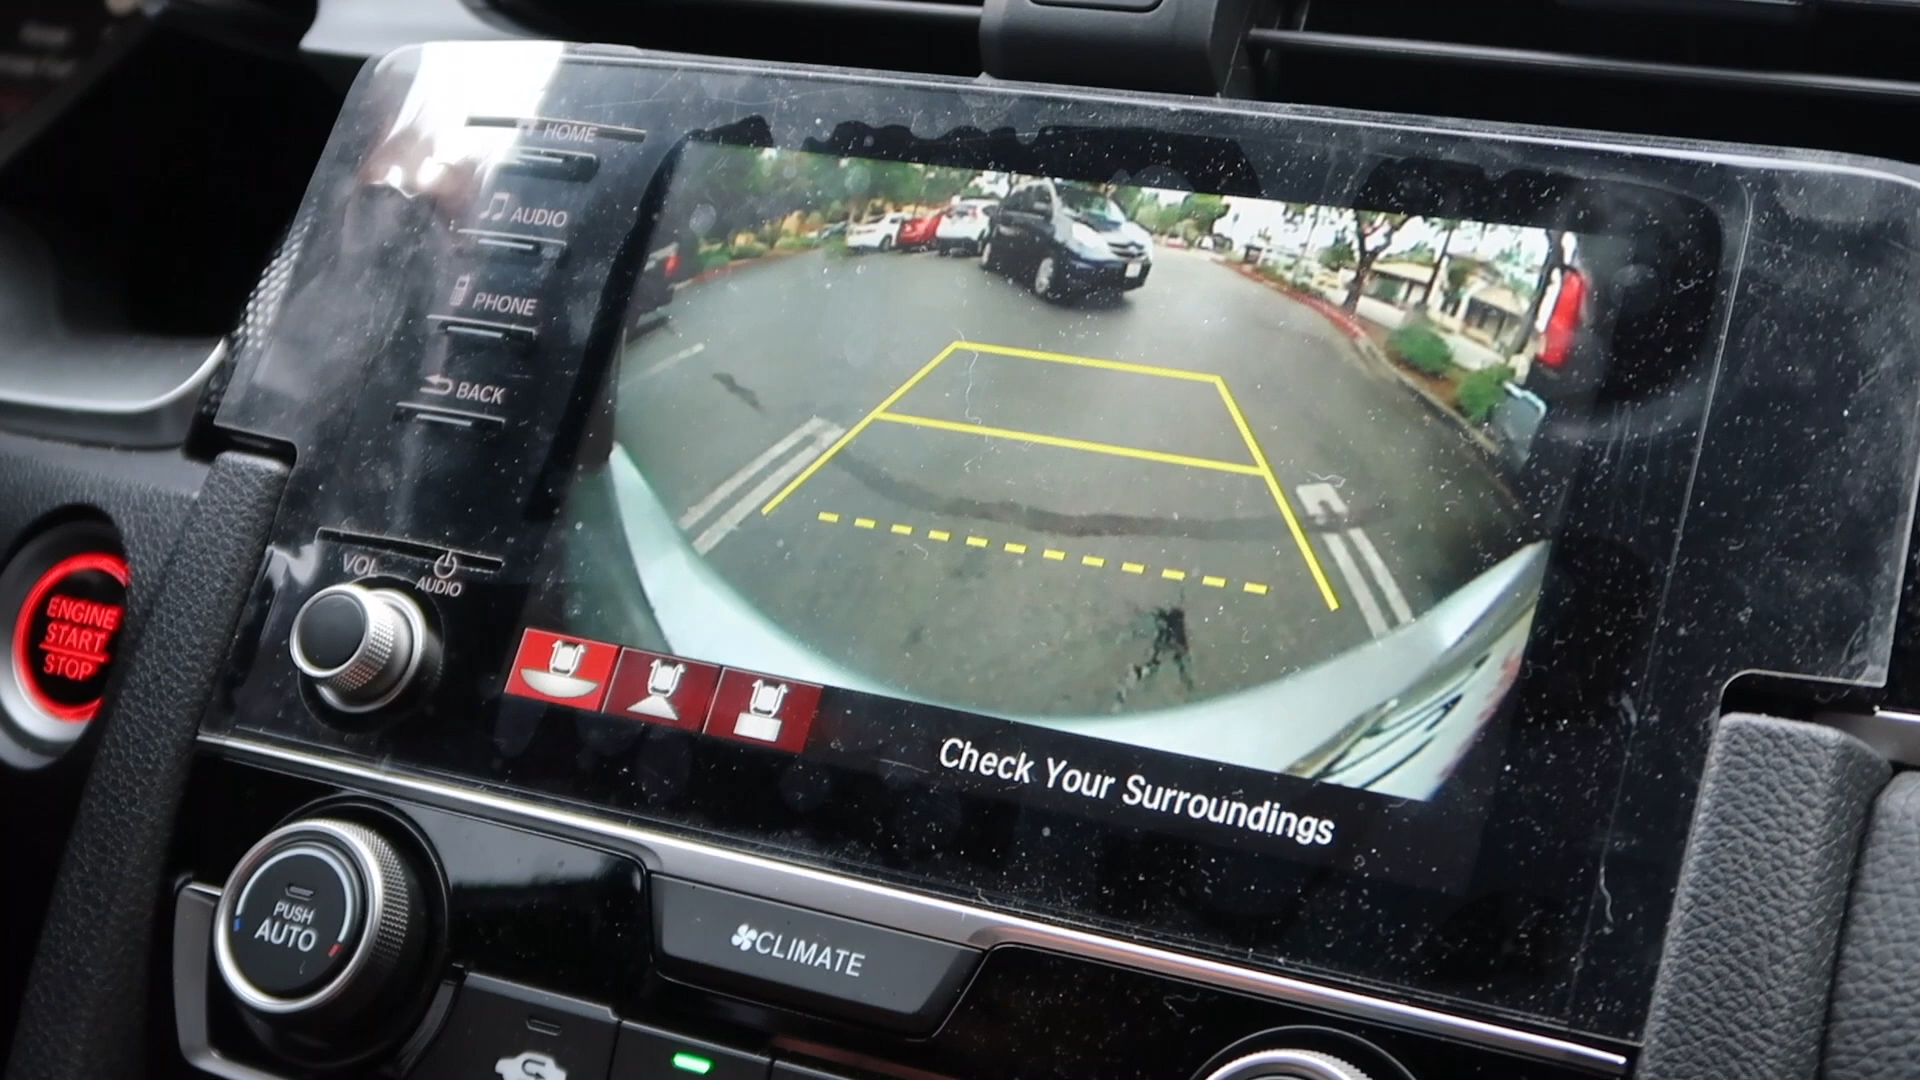 HOME
AUDIO
PHONE
BACK
VOL
AUDIO
ENGINE
START
STOP
Check Your Surroundings
PUSH
AUTO
CLIMATE